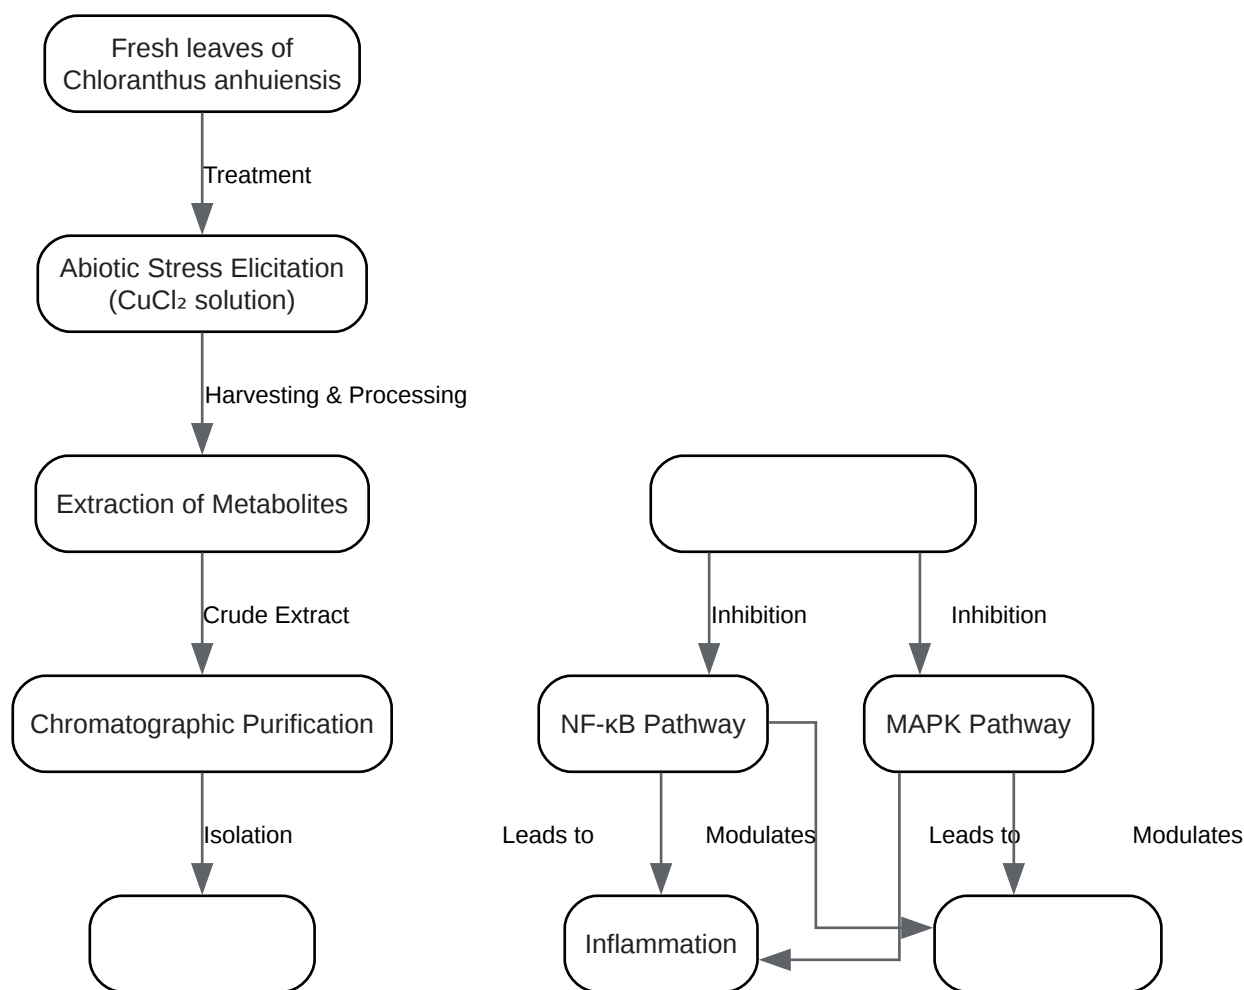 Fresh leaves of
Chloranthus anhuiensis
Treatment
Abiotic Stress Elicitation
(CuCl₂ solution)
Harvesting & Processing
Extraction of Metabolites
Crude Extract
Inhibition
Inhibition
Chromatographic Purification
NF-κB Pathway
MAPK Pathway
Isolation
Leads to
Modulates
Leads to
Modulates
Inflammation